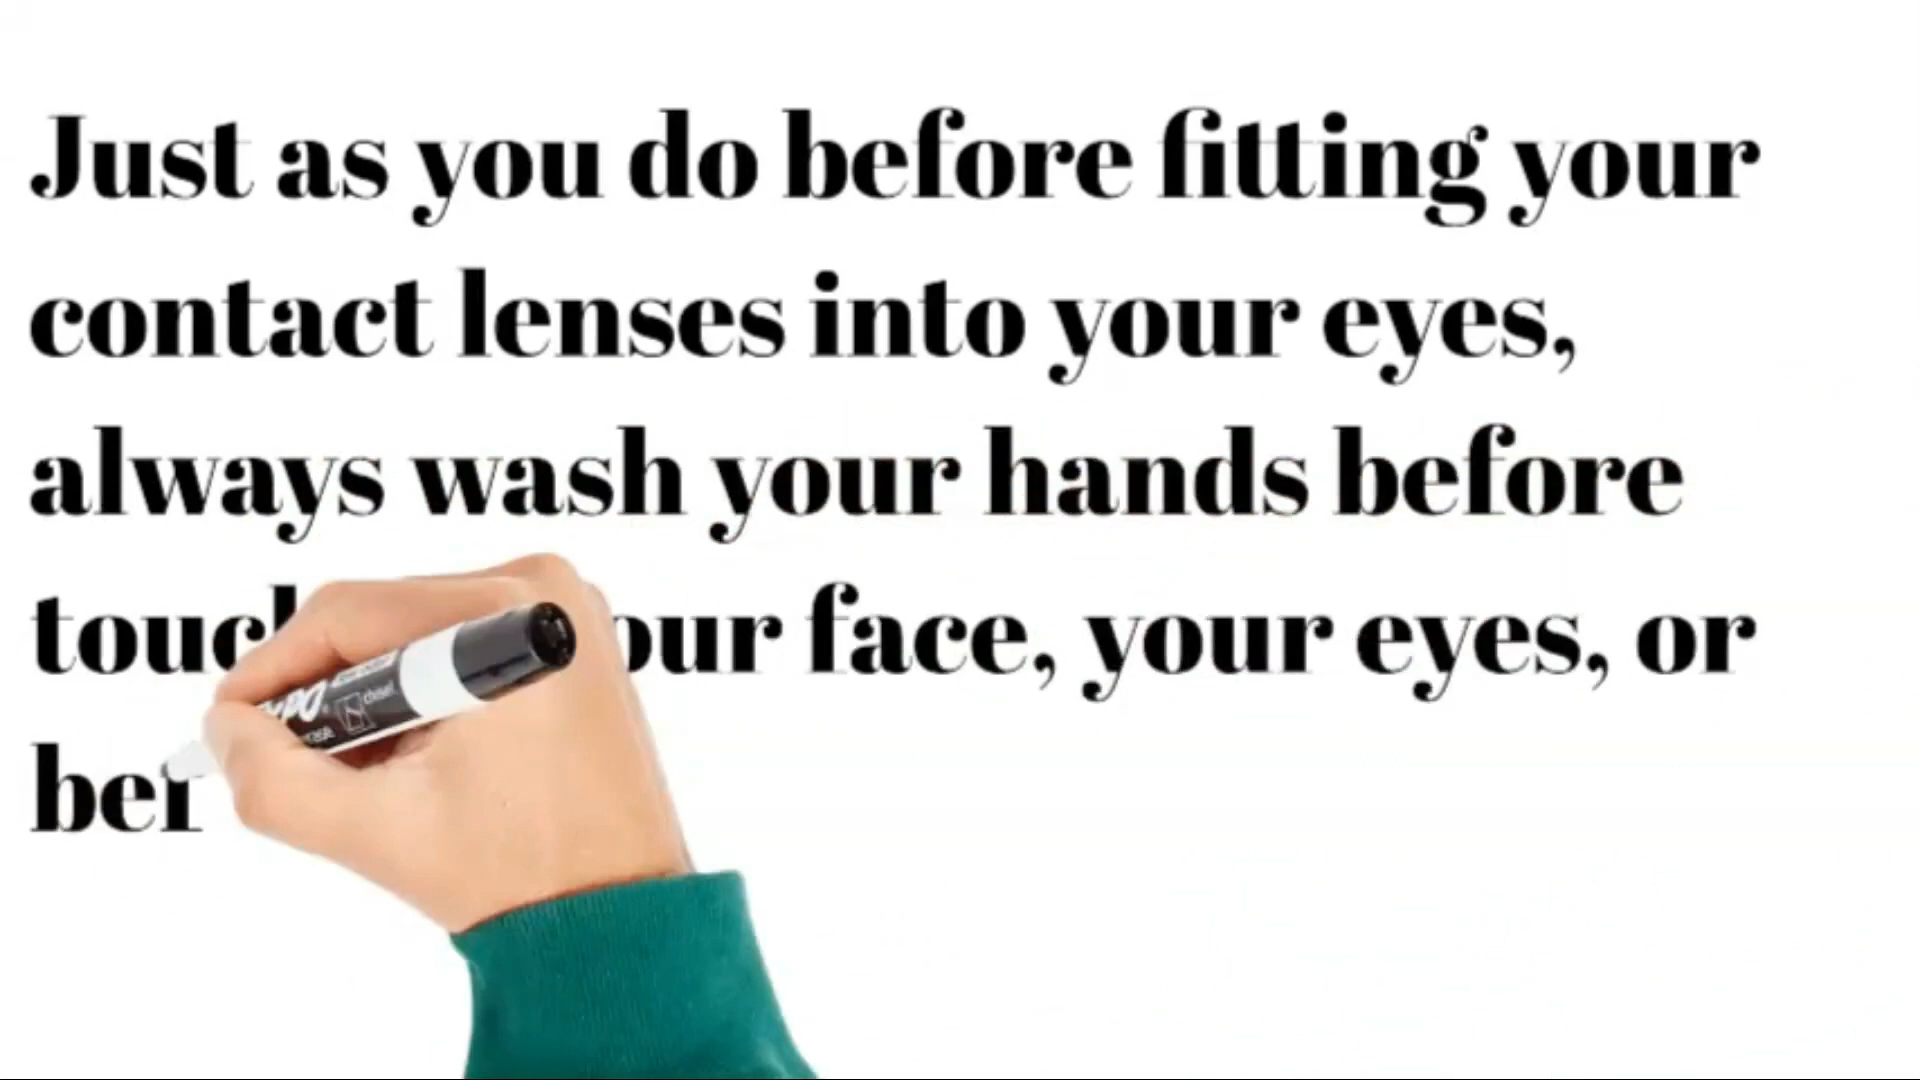 Just as you do before fitting your
contact lenses into your eyes,
always wash your hands before
face, your eyes, or
chisel